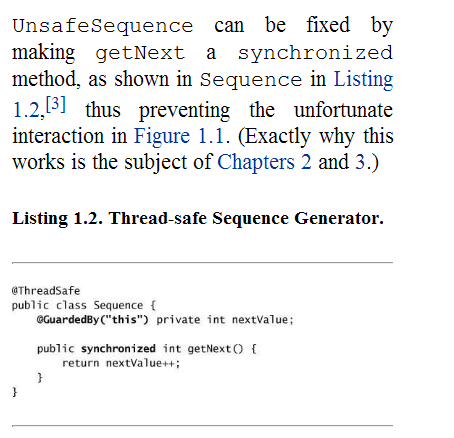 UnsafeSequence can be fixed by
making getNext a synchronized
method, as shown in Sequence in Listing
1.2,[3] thus preventing the unfortunate
interaction in Figure 1.1. (Exactly why this
works is the subject of Chapters 2 and 3.)
Listing 1.2. Thread-safe Sequence Generator.
@ThreadSafe
public class Sequence {
    @GuardedBy("this") private int nextValue;
    public synchronized int getNext() {
        return nextValue++;
    }
}